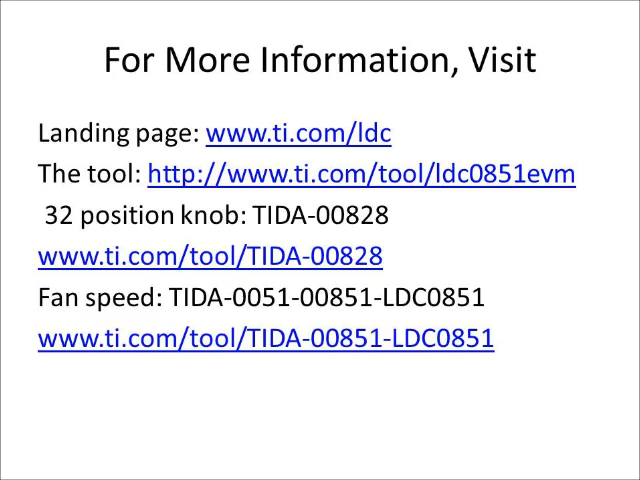 For More Information, Visit
Landing page: www.ti.com/ldc
The tool: http://www.ti.com/tool/ldc0851evm
32 position knob: TIDA-00828
www.ti.com/tool/TIDA-00828
Fan speed: TIDA-0051-00851-LDC0851
www.ti.com/tool/TIDA-00851-LDC0851